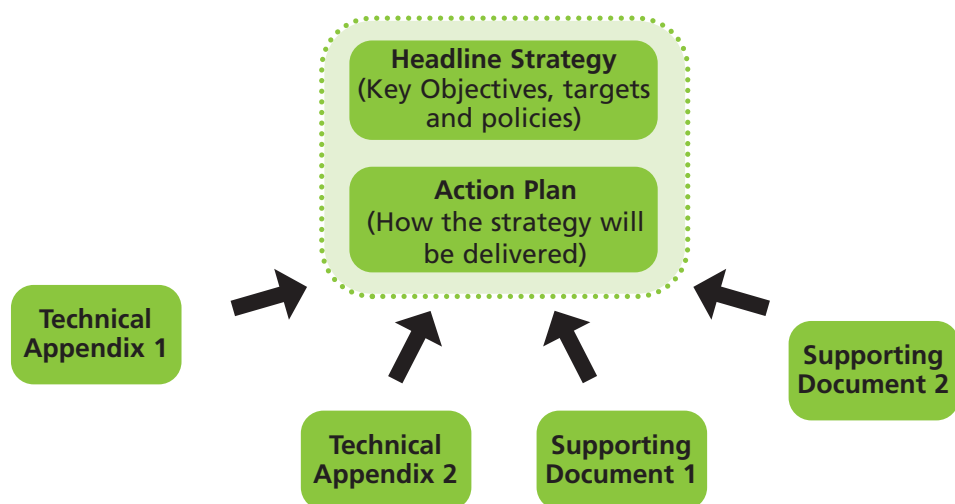 Headline Strategy
(Key Objectives, targets
and policies)
Action Plan
(How the strategy will
be delivered)
Technical
Appendix 1
Technical
Appendix 2
Supporting
Document 1
Supporting
Document 2